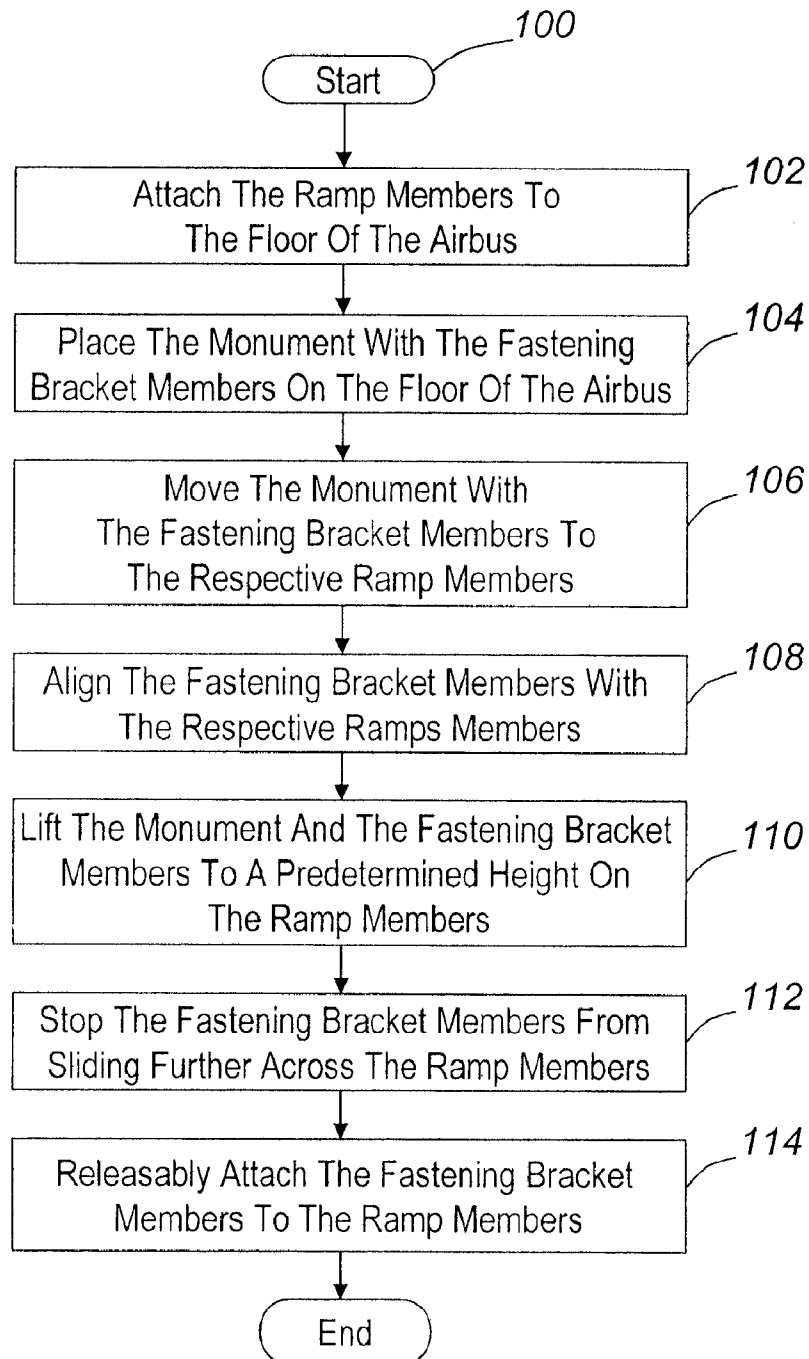 100
Start
102
Attach The Ramp Members To
The Floor Of The Airbus
104
Place The Monument With The Fastening
Bracket Members On The Floor Of The Airbus
106
Move The Monument With
The Fastening Bracket Members To
The Respective Ramp Members
108
Align The Fastening Bracket Members With
The Respective Ramps Members
110
Lift The Monument And The Fastening Bracket
Members To A Predetermined Height On
The Ramp Members
112
Stop The Fastening Bracket Members From
Sliding Further Across The Ramp Members
114
Releasably Attach The Fastening Bracket
Members To The Ramp Members
End